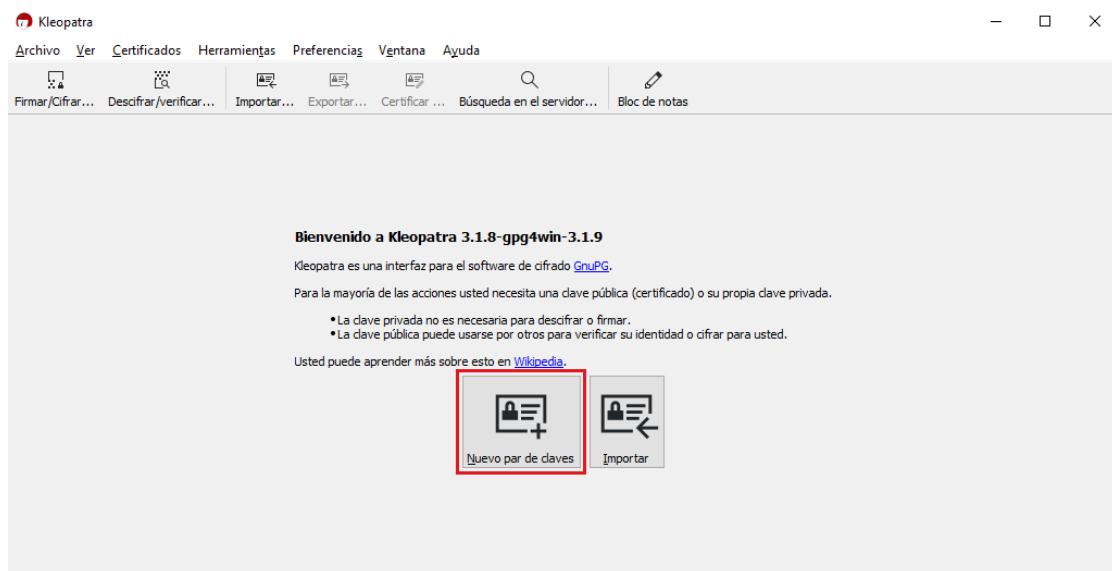 Kleopatra
Archivo Ver Certificados Herramientas Preferencias Ventana Ayuda
Firmar/Cifrar... Descifrar/verificar... Importar... Exportar... Certificar ... Búsqueda en el servidor... Bloc de notas
Bienvenido a Kleopatra 3.1.8-gpg4win-3.1.9
Kleopatra es una interfaz para el software de cifrado GnuPG.
Para la mayoría de las acciones usted necesita una clave pública (certificado) o su propia clave privada.
•La clave privada no es necesaria para descifrar o firmar.
•La clave pública puede usarse por otros para verificar su identidad o cifrar para usted.
Usted puede aprender más sobre esto en Wikipedia.
Nuevo par de claves Importar